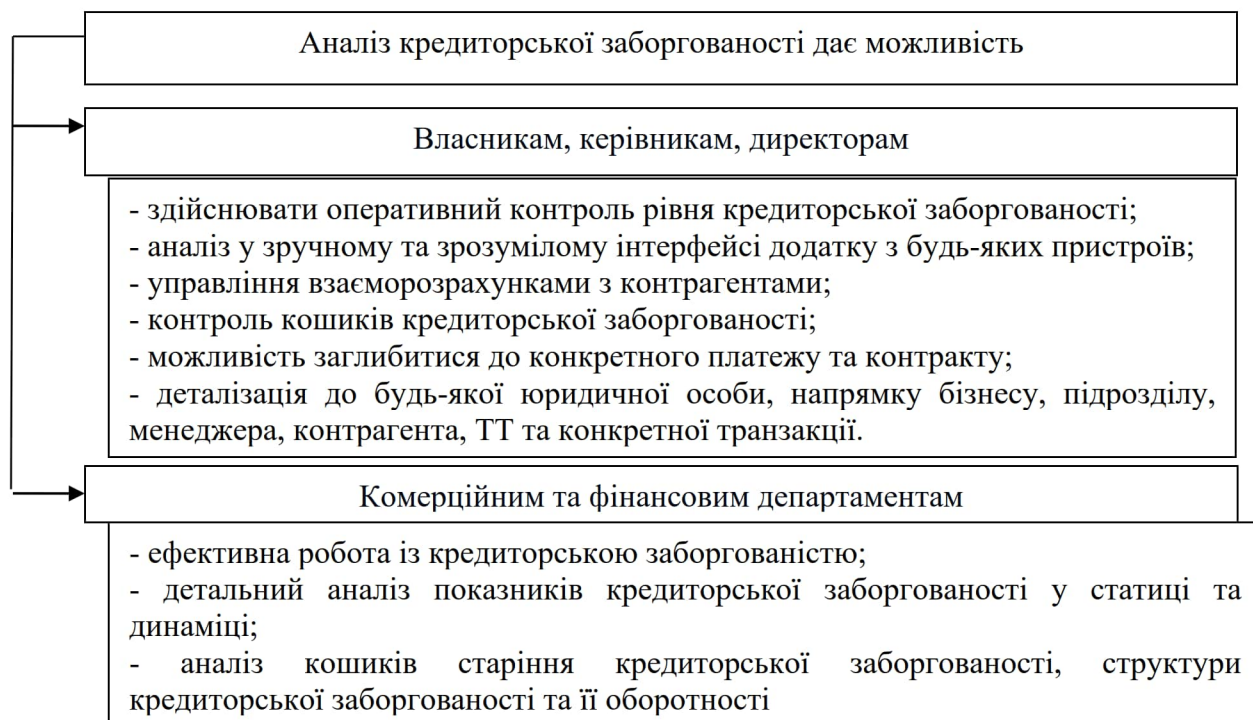 Аналіз кредиторської заборгованості дає можливість
Власникам, керівникам, директорам
- здійснювати оперативний контроль рівня кредиторської заборгованості;
- аналіз у зручному та зрозумілому інтерфейсі додатку з будь-яких пристроїв;
- управління взаєморозрахунками з контрагентами;
- контроль кошиків кредиторської заборгованості;
- можливість заглибитися до конкретного платежу та контракту;
- деталізація до будь-якої юридичної особи, напрямку бізнесу, підрозділу,
менеджера, контрагента, ТТ та конкретної транзакції.
Комерційним та фінансовим департаментам
- ефективна робота із кредиторською заборгованістю;
- детальний аналіз показників кредиторської заборгованості у статиці та
динаміці;
- аналіз кошиків старіння кредиторської заборгованості, структури
кредиторської заборгованості та її оборотності